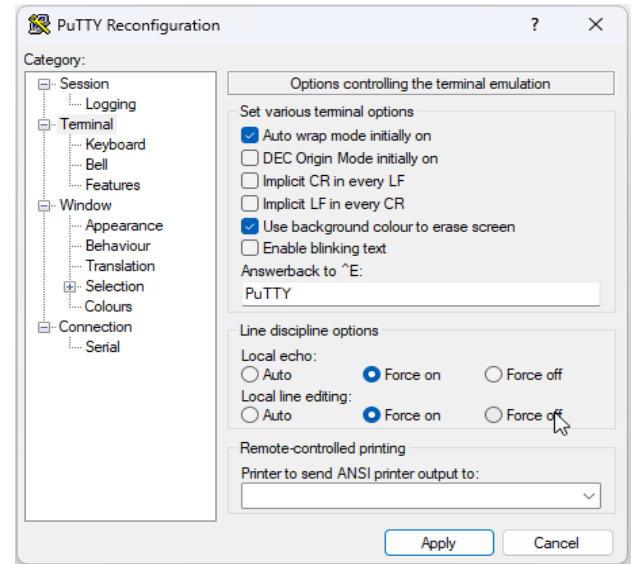 PuTTY Reconfiguration
Category:
Session
Logging
Terminal
Keyboard
Bell
Features
Window
Appearance
Behaviour
Translation
Selection
Colours
Connection
Serial
Options controlling the terminal emulation
Set various terminal options
Auto wrap mode initially on
DEC Origin Mode initially on
Implicit CR in every LF
Implicit LF in every CR
Use background colour to erase screen
Enable blinking text
Answerback to ^E:
PuTTY
Line discipline options
Local echo:
Auto Force on Force off
Local line editing:
Auto Force on Force off
Remote-controlled printing
Printer to send ANSI printer output to:
Apply Cancel